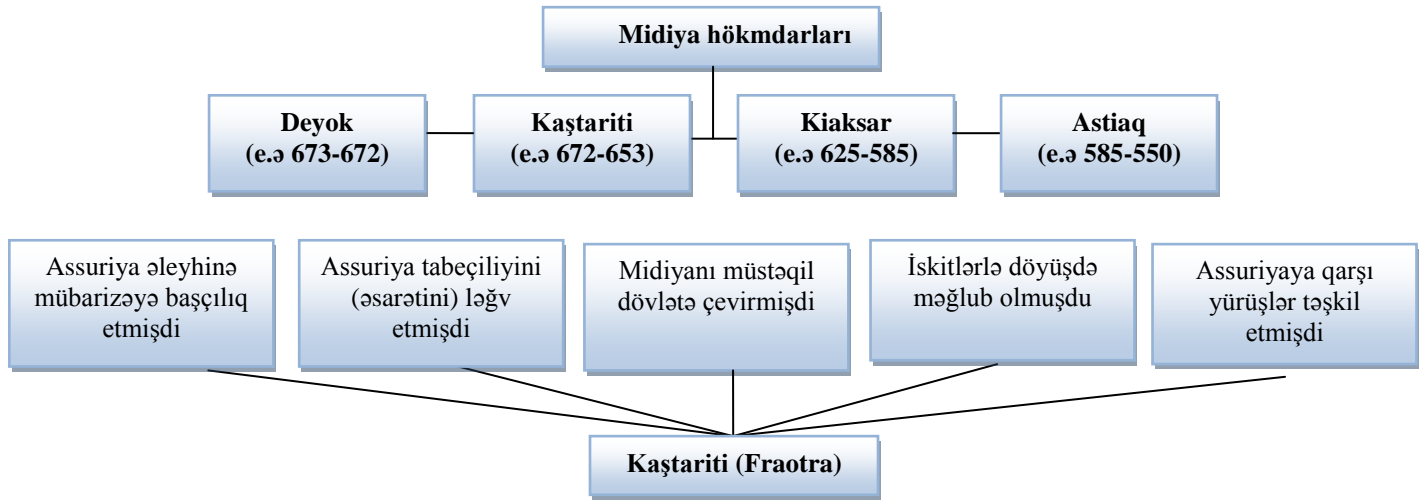 Midiya hökmdarları
Deyok
(e.ə 673-672)
Kaştariti
(e.ə 672-653)
Kiaksar
(e.ə 625-585)
Astiaq
(e.ə 585-550)
Assuriya əleyhinə
mübarizəyə başçılıq
etmişdi
Assuriya tabeçiliyini
(əsarətini) ləğv
etmişdi
Midiyanı müstəqil
dövlətə çevirmişdi
İskitlərlə döyüşdə
məğlub olmuşdu
Assuriyaya qarşı
yürüşlər təşkil
etmişdi
Kaştariti (Fraotra)